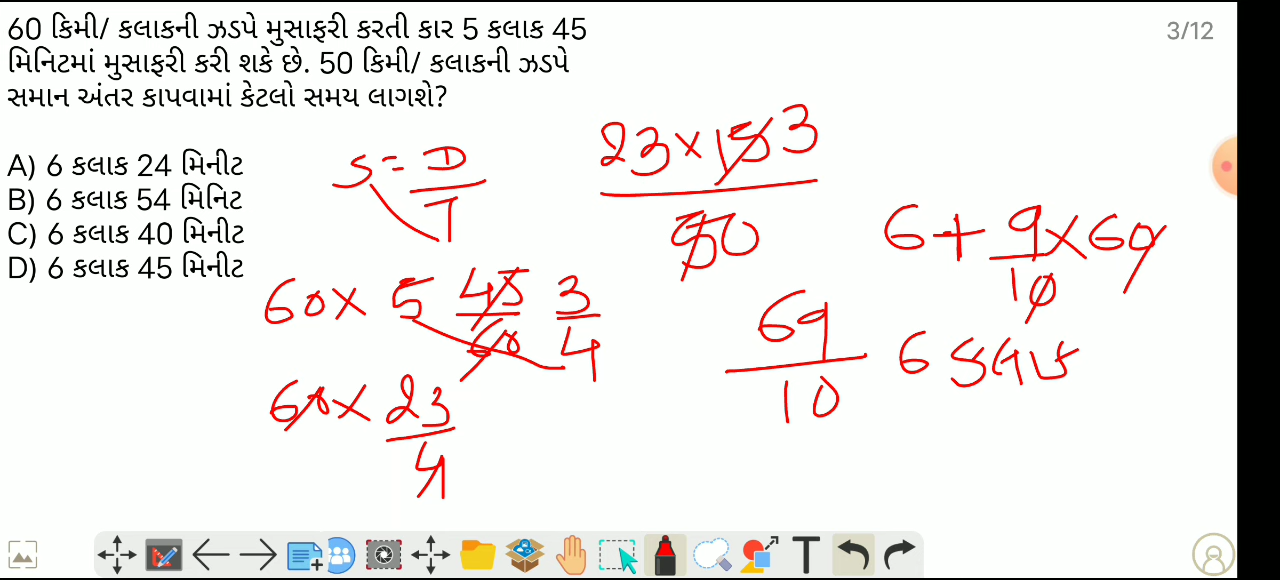 60 કિમી/ કલાકની ઝડપે મુસાફરી કરતી કાર 5 કલાક 45
મિનિટમાં મુસાફરી કરી શકે છે. 50 કિમી/ કલાકની ઝડપે
સમાન અંતર કાપવામાં કેટલો સમય લાગશે?
3/12
A) 6 કલાક 24 મિનીટ
B) 6 કલાક 54 મિનિટ
C) 6 કલાક 40 મિનીટ
D) 6 કલાક 45 મિનીટ
S = D/T
60 x 5 45/60 3/4
60 x 23/4
23 x 15 3
50
69/10
6 + 9/10 x 60
6 કલાક
T